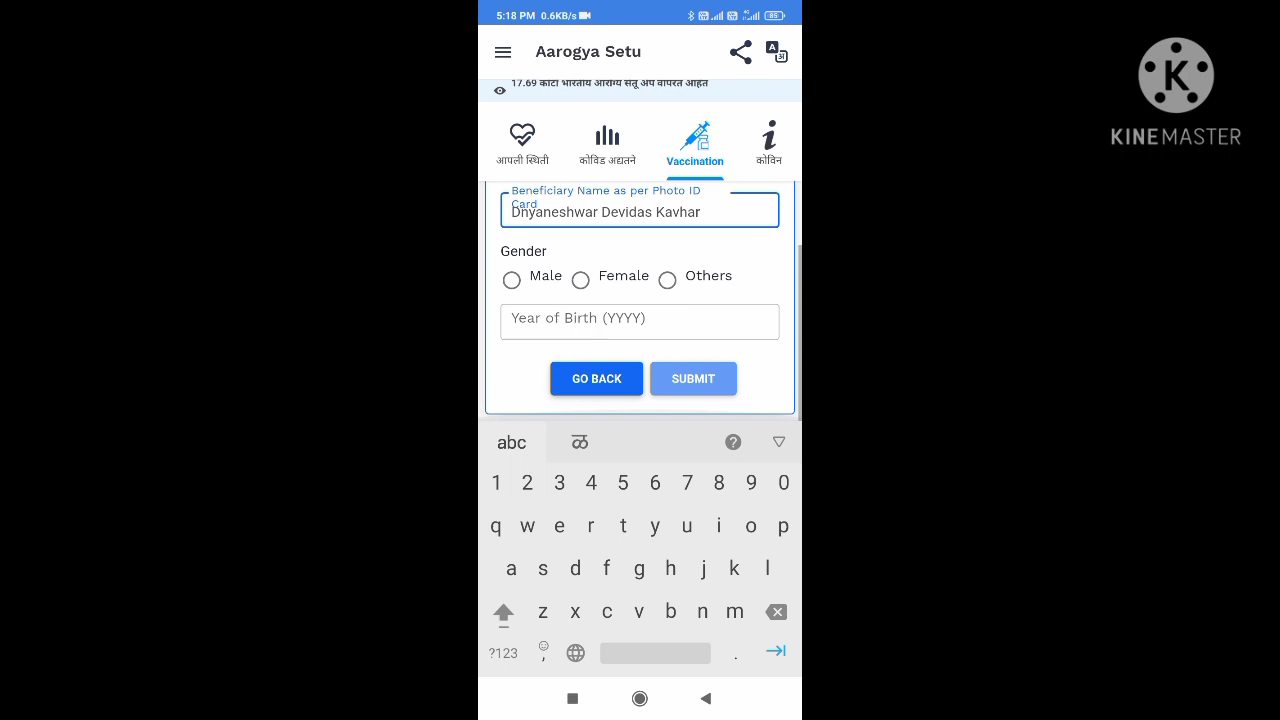 5:18 PM 0.6KB/s 4G 85
Aarogya Setu
A अ
17.69 कोटी भारतीय आरोग्य सेतू अॅप वापरत आहेत
आपली स्थिती कोविड अद्यतने Vaccination कोविन
Beneficiary Name as per Photo ID
Card
Dnyaneshwar Devidas Kavhar
Gender
Male Female Others
Year of Birth (YYYY)
GO BACK SUBMIT
abc ळ
1 2 3 4 5 6 7 8 9 0
q w e r t y u i o p
a s d f g h j k l
z x c v b n m
?123 , .
K
KINEMASTER